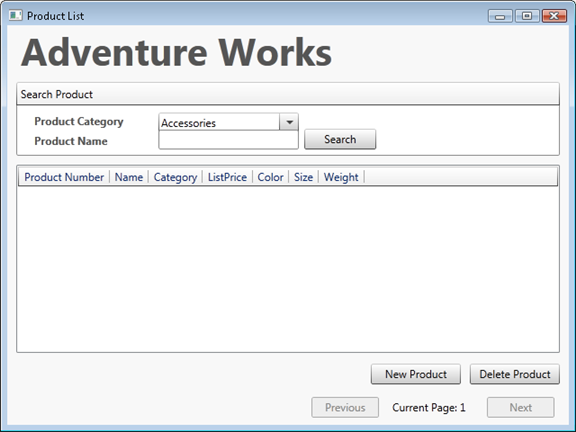 Product List
Adventure Works
Search Product
Product Category Accessories
Product Name Search
Product Number Name Category ListPrice Color Size Weight
New Product Delete Product
Previous Current Page: 1 Next